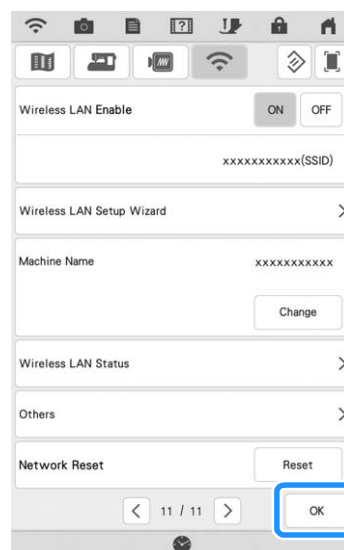 Wireless LAN Enable ON OFF
xxxxxxxxxxx(SSID)
Wireless LAN Setup Wizard
Machine Name xxxxxxxxxxx
Change
Wireless LAN Status
Others
Network Reset Reset
11 / 11 OK